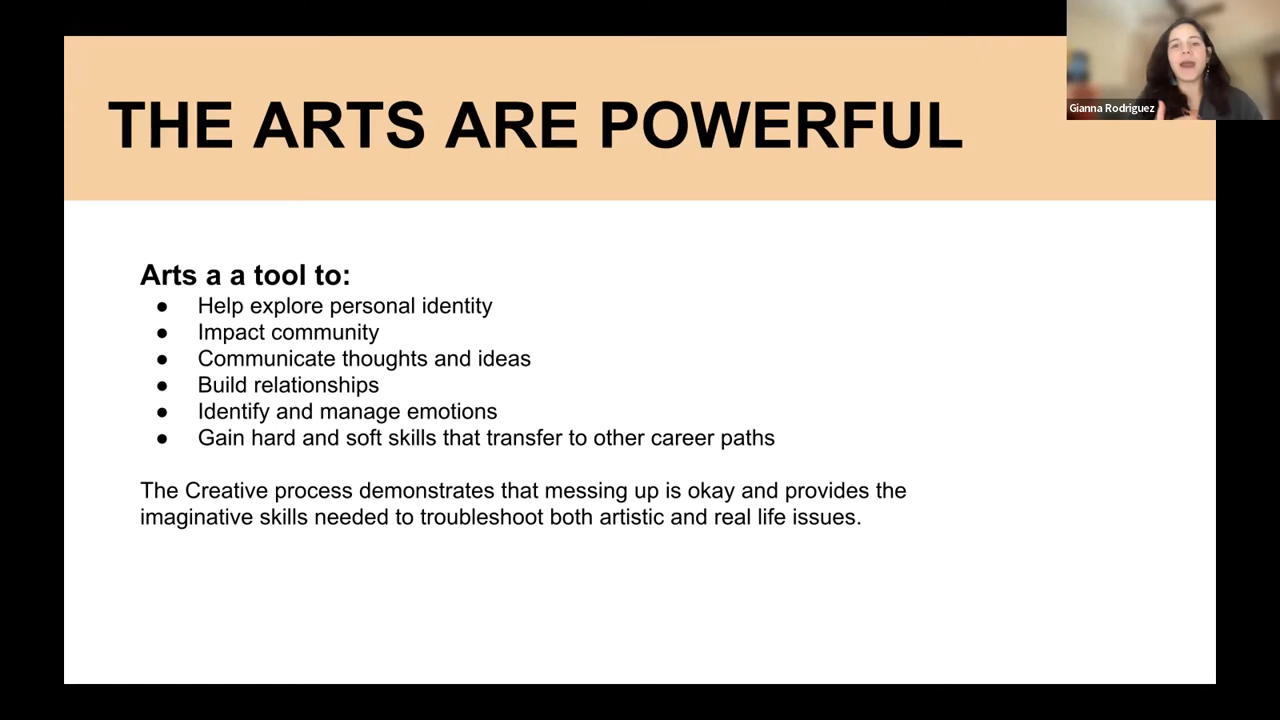 THE ARTS ARE POWERFUL
Gianna Rodriguez
Arts a a tool to:
● Help explore personal identity
● Impact community
● Communicate thoughts and ideas
● Build relationships
● Identify and manage emotions
● Gain hard and soft skills that transfer to other career paths
The Creative process demonstrates that messing up is okay and provides the
imaginative skills needed to troubleshoot both artistic and real life issues.